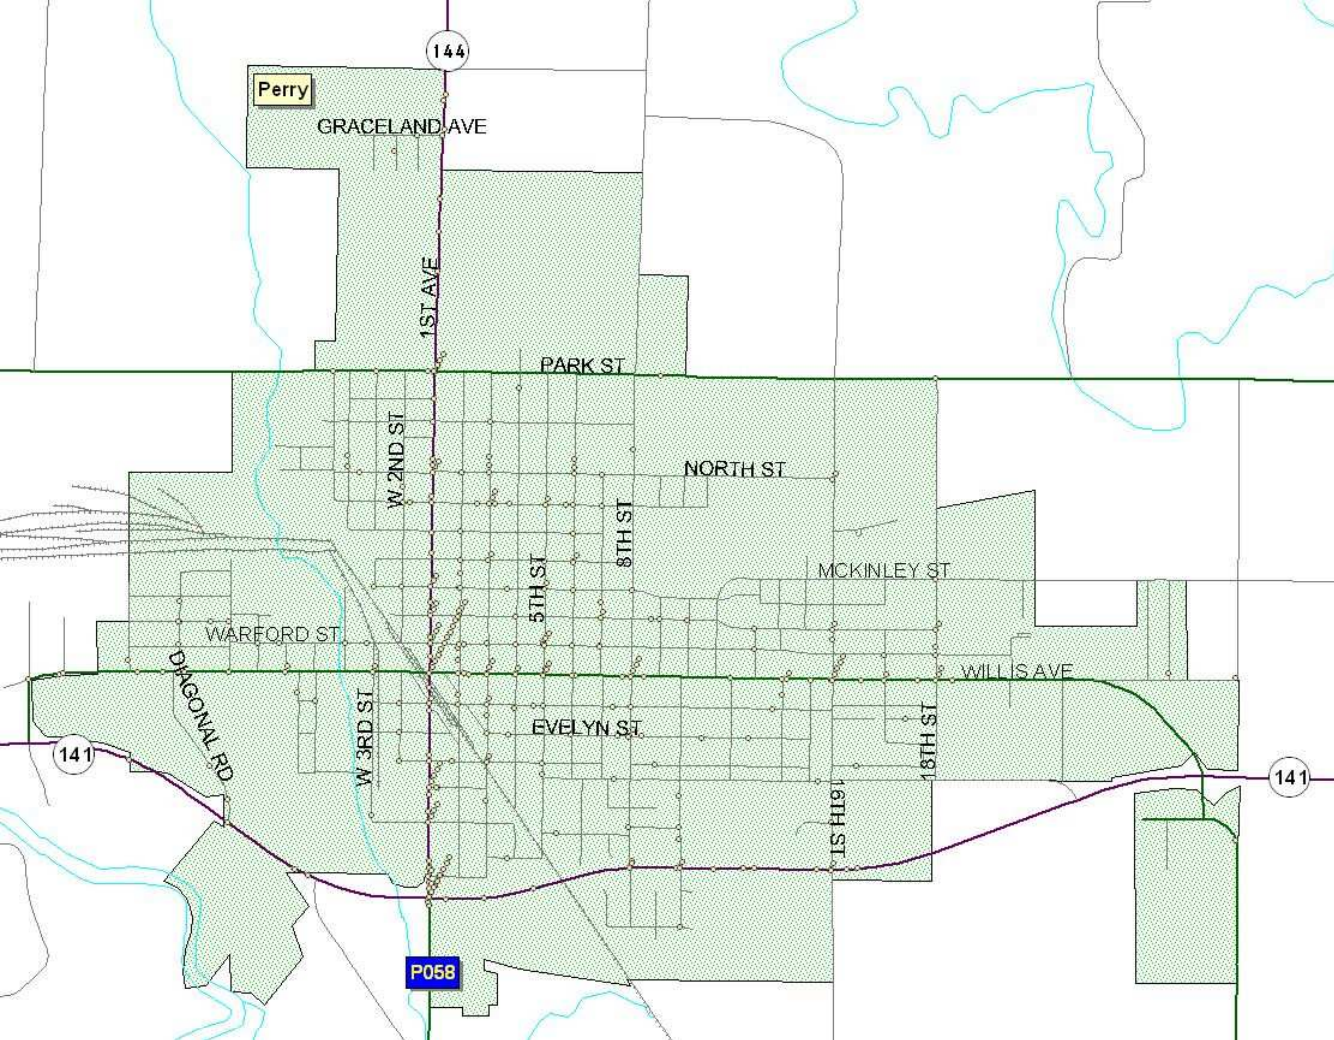 144
Perry
GRACELAND AVE
1ST AVE
PARK ST
W 2ND ST
NORTH ST
8TH ST
5TH ST
MCKINLEY ST
WARFORD ST
DIAGONAL RD
WILLIS AVE
W 3RD ST
EVELYN ST
18TH ST
141
141
16TH ST
P058